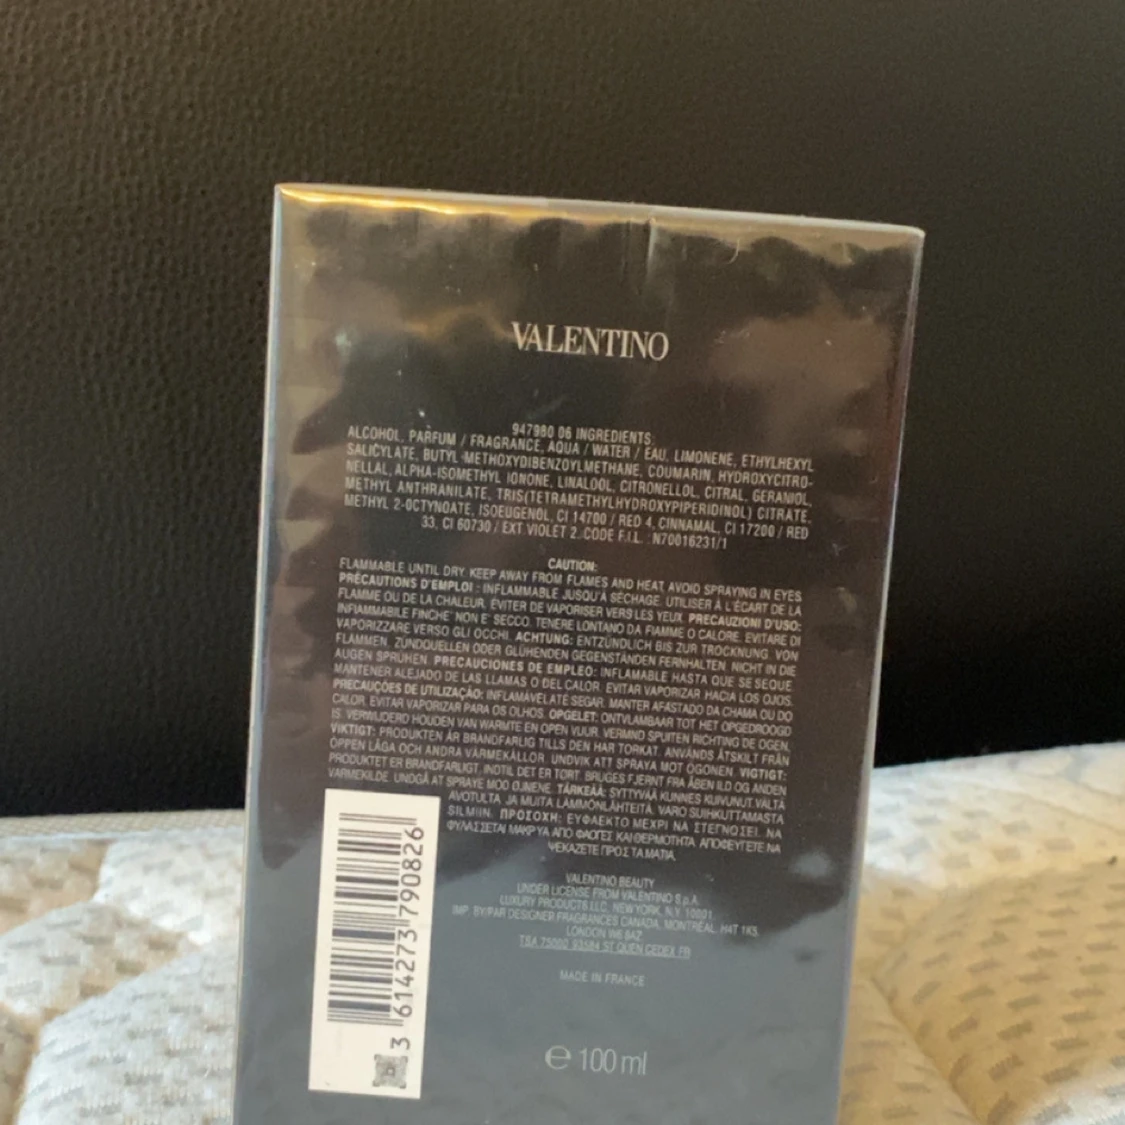 VALENTINO
947980 06 INGREDIENTS:
ALCOHOL, PARFUM / FRAGRANCE, AQUA / WATER / EAU, LIMONENE, ETHYLHEXYL
SALICYLATE, BUTYL METHOXYDIBENZOYLMETHANE, COUMARIN, HYDROXYCITRO-
NELLAL, ALPHA-ISOMETHYL IONONE, LINALOOL, CITRONELLOL, CITRAL, GERANIOL,
METHYL ANTHRANILATE, TRIS(TETRAMETHYLHYDROXYPIPERIDINOL) CITRATE,
METHYL 2-OCTYNOATE, ISOEUGENOL, CI 14700 / RED 4, CINNAMAL, CI 17200 / RED
33, CI 60730 / EXT. VIOLET 2. CODE F.I.L. : N70016231/1
CAUTION:
FLAMMABLE UNTIL DRY. KEEP AWAY FROM FLAMES AND HEAT. AVOID SPRAYING IN EYES
PRÉCAUTIONS D'EMPLOI : INFLAMMABLE JUSQU'À SÉCHAGE. UTILISER À L'ÉCART DE LA
FLAMME OU DE LA CHALEUR. ÉVITER DE VAPORISER VERS LES YEUX. PRECAUZIONI D'USO:
INFIAMMABILE FINCHE' NON E' SECCO. TENERE LONTANO DA FIAMME O CALORE. EVITARE DI
VAPORIZZARE VERSO GLI OCCHI. ACHTUNG: ENTZÜNDLICH BIS ZUR TROCKNUNG. VON
FLAMMEN, ZÜNDQUELLEN ODER GLÜHENDEN GEGENSTÄNDEN FERNHALTEN. NICHT IN DIE
AUGEN SPRÜHEN. PRECAUCIONES DE EMPLEO: INFLAMABLE HASTA QUE SE SEQUE.
MANTENER ALEJADO DE LAS LLAMAS O DEL CALOR. EVITAR VAPORIZAR HACIA LOS OJOS.
PRECAUÇÕES DE UTILIZAÇÃO: INFLAMÁVEL ATÉ SECAR. MANTER AFASTADO DA CHAMA OU DO
CALOR. EVITAR VAPORIZAR PARA OS OLHOS. OPGELET: ONTVLAMBAAR TOT HET OPGEDROOGD
IS. VERWIJDERD HOUDEN VAN WARMTE EN OPEN VUUR. VERMIJD SPUITEN RICHTING DE OGEN.
VIKTIGT: PRODUKTEN ÄR BRANDFARLIG TILLS DEN HAR TORKAT. ANVÄNDS ÅTSKILT FRÅN
ÖPPEN LÅGA OCH ANDRA VÄRMEKÄLLOR. UNDVIK ATT SPRAYA MOT ÖGONEN. VIGTIGT:
PRODUKTET ER BRANDFARLIGT, INDTIL DET ER TØRT. BRUGES FJERNT FRA ÅBEN ILD OG ANDEN
VARMEKILDE. UNDGÅ AT SPRAYE MOD ØJNENE. TÄRKEÄÄ: SYTTYVÄÄ KUNNES KUIVUNUT. VÄLTÄ
AVOTULTA JA MUITA LÄMMÖNLÄHTEITÄ. VARO SUIHKUTTAMASTA
SILMIIN. ΠΡΟΣΟΧΗ: ΕΥΦΛΕΚΤΟ ΜΕΧΡΙ ΝΑ ΣΤΕΓΝΩΣΕΙ. ΝΑ
ΦΥΛΑΣΣΕΤΑΙ ΜΑΚΡΥΑ ΑΠΟ ΦΛΟΓΕΣ ΚΑΙ ΘΕΡΜΟΤΗΤΑ. ΑΠΟΦΕΥΓΕΤΕ ΝΑ
ΨΕΚΑΖΕΤΕ ΠΡΟΣ ΤΑ ΜΑΤΙΑ.
VALENTINO BEAUTY
UNDER LICENSE FROM VALENTINO S.p.A.
LUXURY PRODUCTS LLC, NEW YORK, N.Y. 10001.
IMP. BY/PAR DESIGNER FRAGRANCES CANADA, MONTREAL, H4T 1K5.
LONDON W6 8AZ
TSA 75000 93584 ST OUEN CEDEX FR
MADE IN FRANCE
℮ 100 ml
3 614273 790826